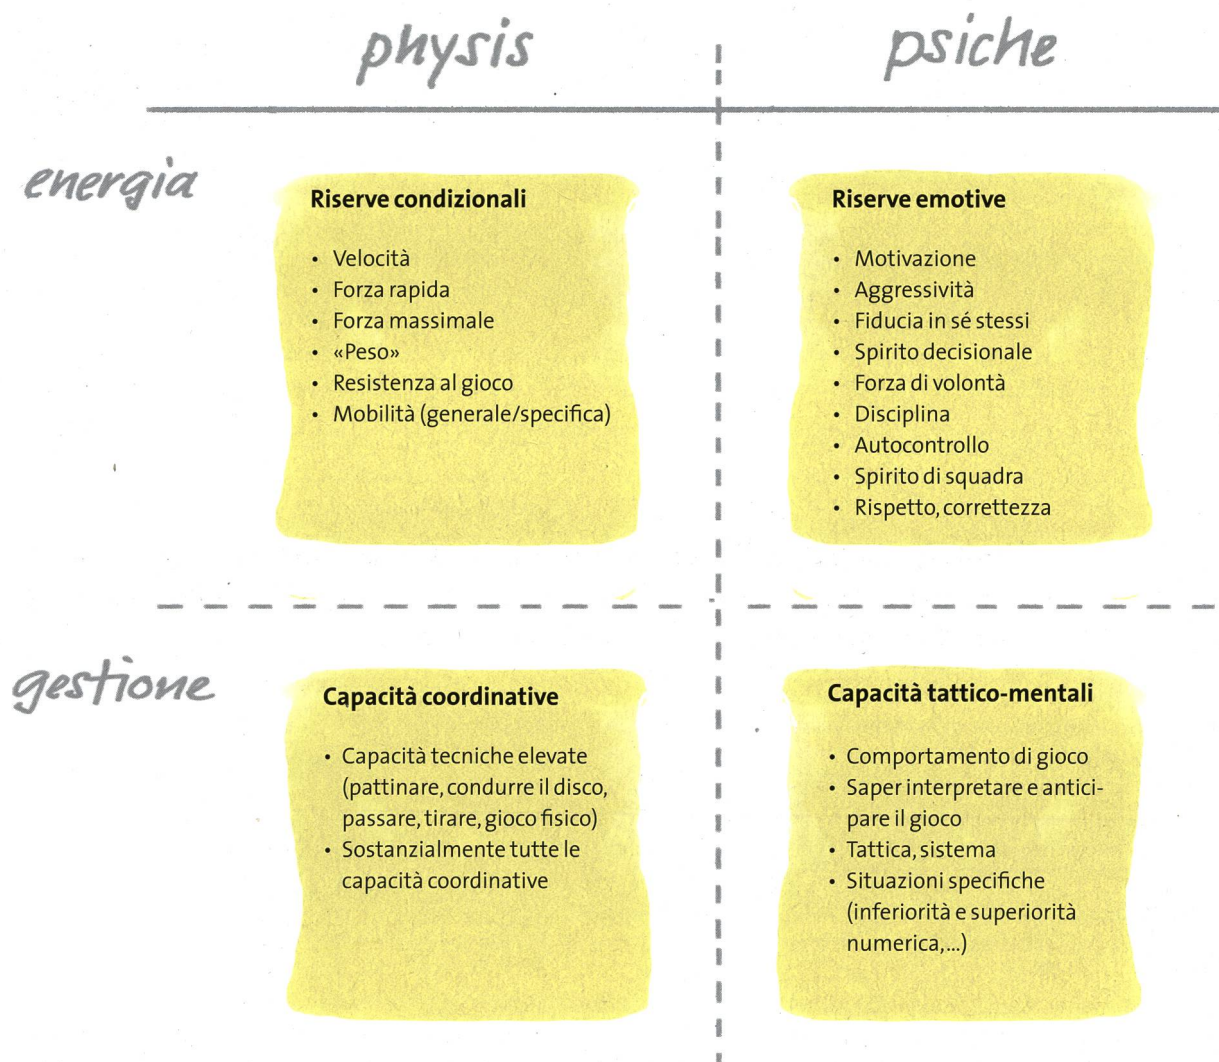 physis
psiche
energia
Riserve condizionali
• Velocità
• Forza rapida
• Forza massimale
• «Peso»
• Resistenza al gioco
• Mobilità (generale/specifica)
Riserve emotive
• Motivazione
• Aggressività
• Fiducia in sé stessi
• Spirito decisionale
• Forza di volontà
• Disciplina
• Autocontrollo
• Spirito di squadra
• Rispetto, correttezza
gestione
Capacità coordinative
• Capacità tecniche elevate
(pattinare, condurre il disco,
passare, tirare, gioco fisico)
• Sostanzialmente tutte le
capacità coordinative
Capacità tattico-mentali
• Comportamento di gioco
• Saper interpretare e antici-
pare il gioco
• Tattica, sistema
• Situazioni specifiche
(inferiorità e superiorità
numerica,...)